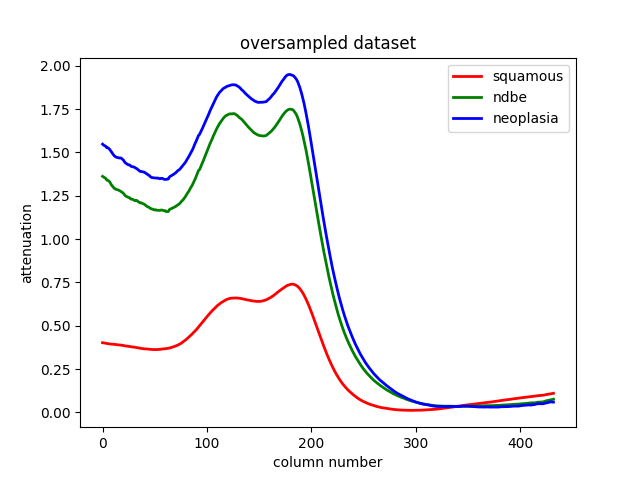 oversampled dataset
squamous
ndbe
neoplasia
2.00
1.75
1.50
1.25
1.00
0.75
0.50
0.25
0.00
attenuation
0 100 200 300 400
column number